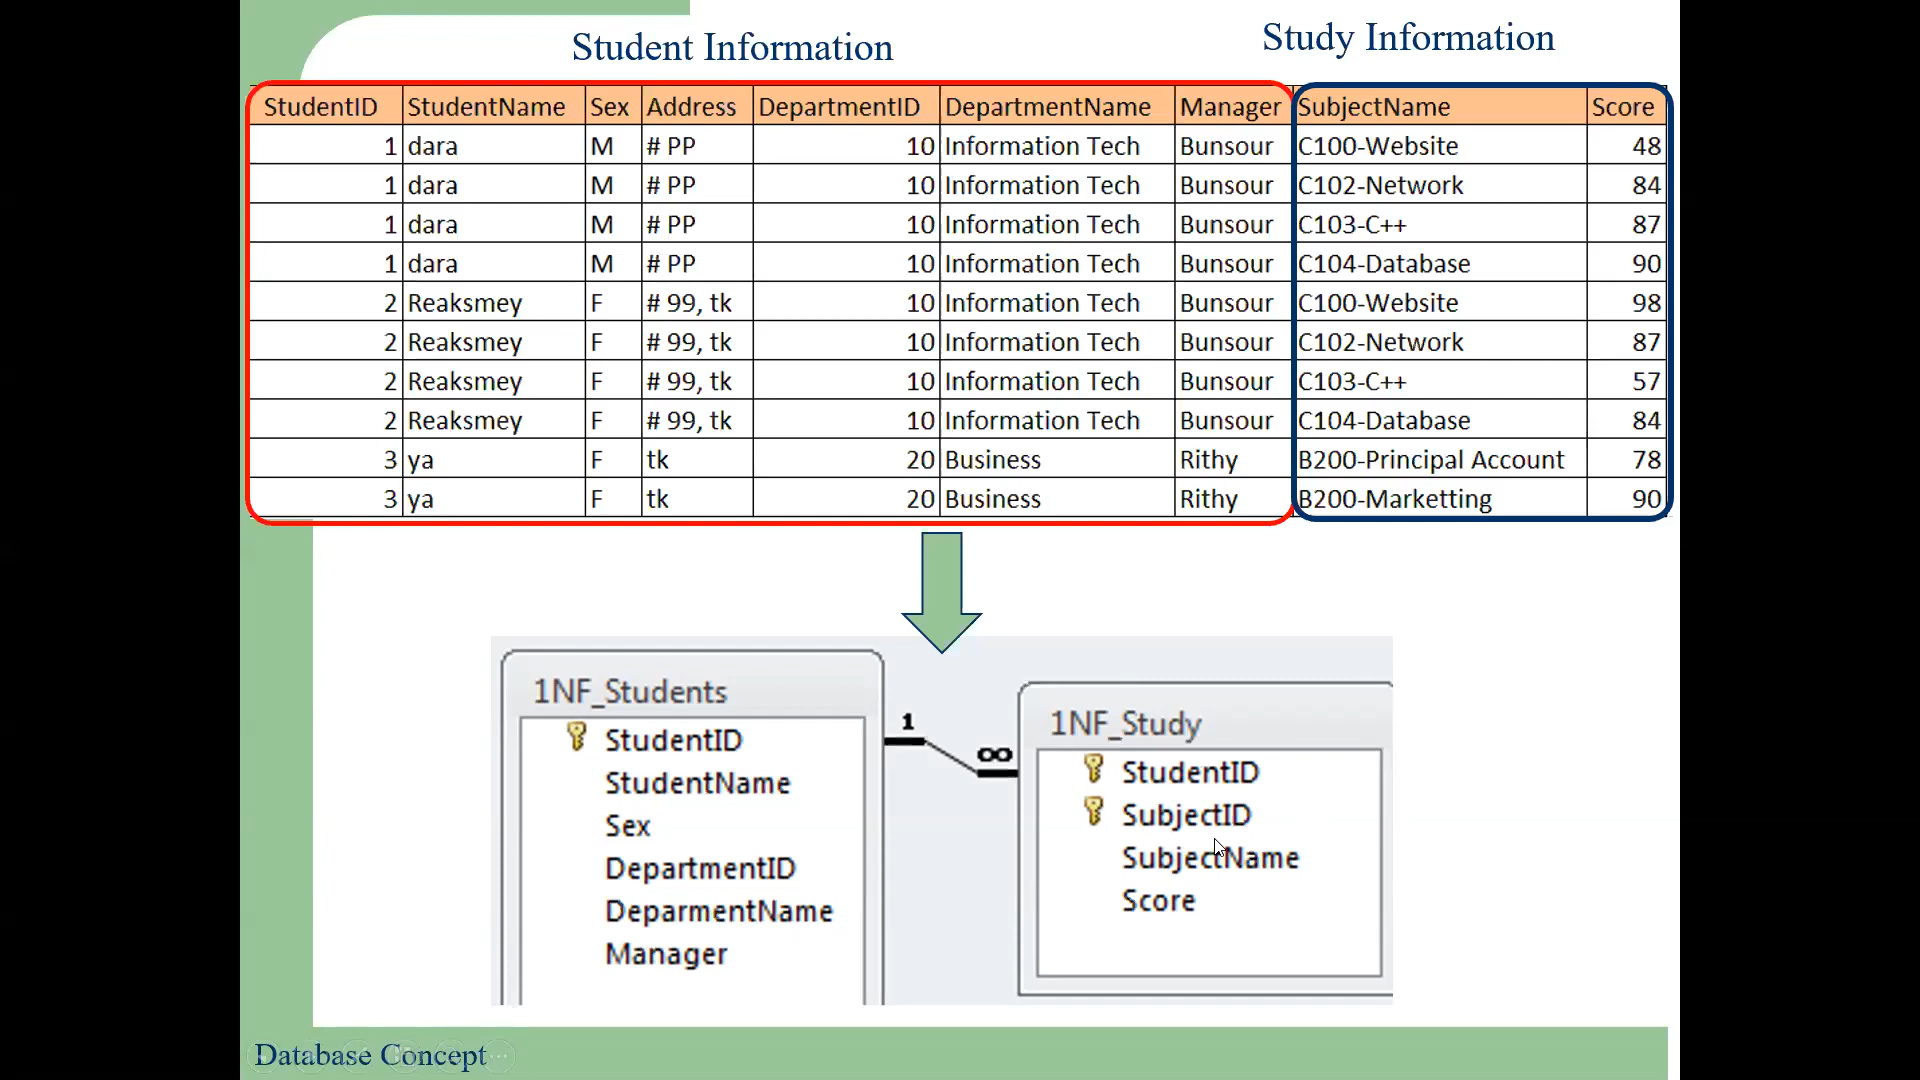 Student Information
Study Information
StudentID StudentName Sex Address DepartmentID DepartmentName Manager SubjectName Score
1 dara M # PP 10 Information Tech Bunsour C100-Website 48
1 dara M # PP 10 Information Tech Bunsour C102-Network 84
1 dara M # PP 10 Information Tech Bunsour C103-C++ 87
1 dara M # PP 10 Information Tech Bunsour C104-Database 90
2 Reaksmey F # 99, tk 10 Information Tech Bunsour C100-Website 98
2 Reaksmey F # 99, tk 10 Information Tech Bunsour C102-Network 87
2 Reaksmey F # 99, tk 10 Information Tech Bunsour C103-C++ 57
2 Reaksmey F # 99, tk 10 Information Tech Bunsour C104-Database 84
3 ya F tk 20 Business Rithy B200-Principal Account 78
3 ya F tk 20 Business Rithy B200-Marketting 90
1NF_Students
StudentID
StudentName
Sex
DepartmentID
DeparmentName
Manager
1 ∞
1NF_Study
StudentID
SubjectID
SubjectName
Score
Database Concept